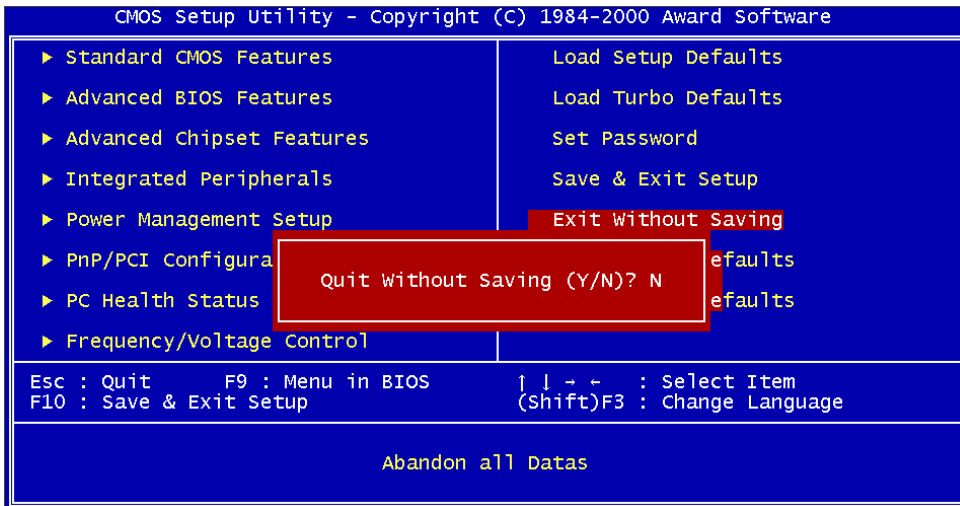 CMOS Setup Utility - Copyright (C) 1984-2000 Award Software
► Standard CMOS Features
► Advanced BIOS Features
► Advanced Chipset Features
► Integrated Peripherals
► Power Management Setup
► PnP/PCI Configura
► PC Health Status
► Frequency/Voltage Control
Load Setup Defaults
Load Turbo Defaults
Set Password
Save & Exit Setup
Exit Without Saving
efaults
efaults
Quit Without Saving (Y/N)? N
Esc : Quit F9 : Menu in BIOS ↑ ↓ → ← : Select Item
F10 : Save & Exit Setup (Shift)F3 : Change Language
Abandon all Datas